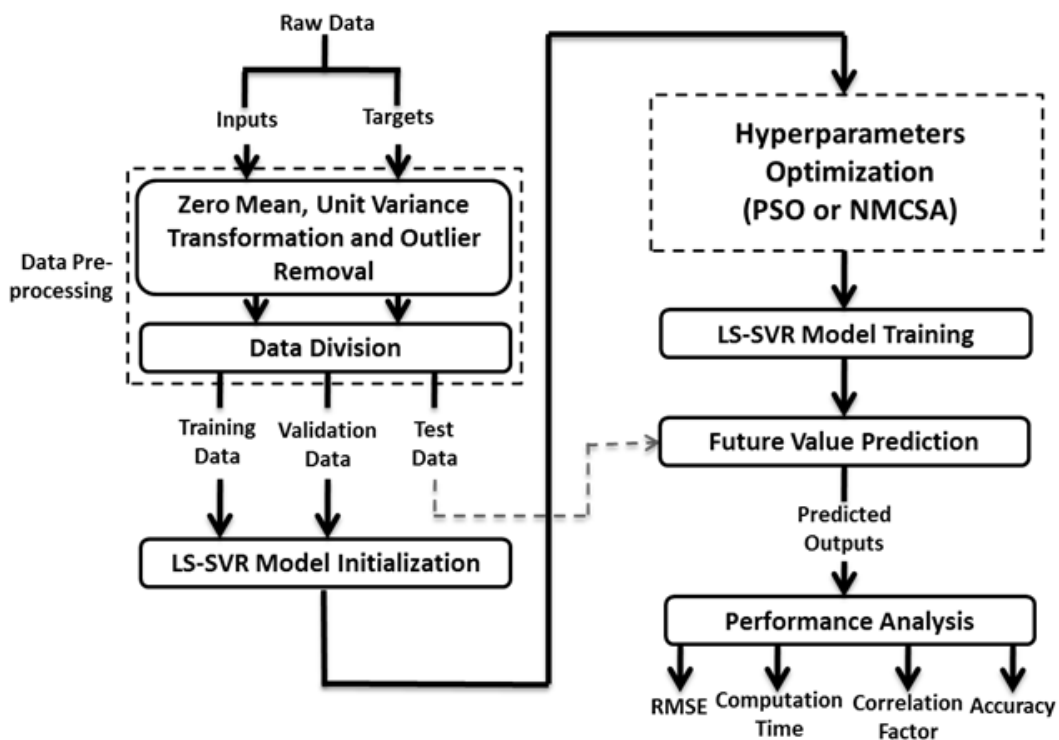 Raw Data
Inputs
Targets
Zero Mean, Unit Variance
Transformation and Outlier
Removal
Data Pre-
processing
Data Division
Training
Data
Validation
Data
Test
Data
LS-SVR Model Initialization
Hyperparameters
Optimization
(PSO or NMCSA)
LS-SVR Model Training
Future Value Prediction
Predicted
Outputs
Performance Analysis
RMSE
Computation
Time
Correlation
Factor
Accuracy